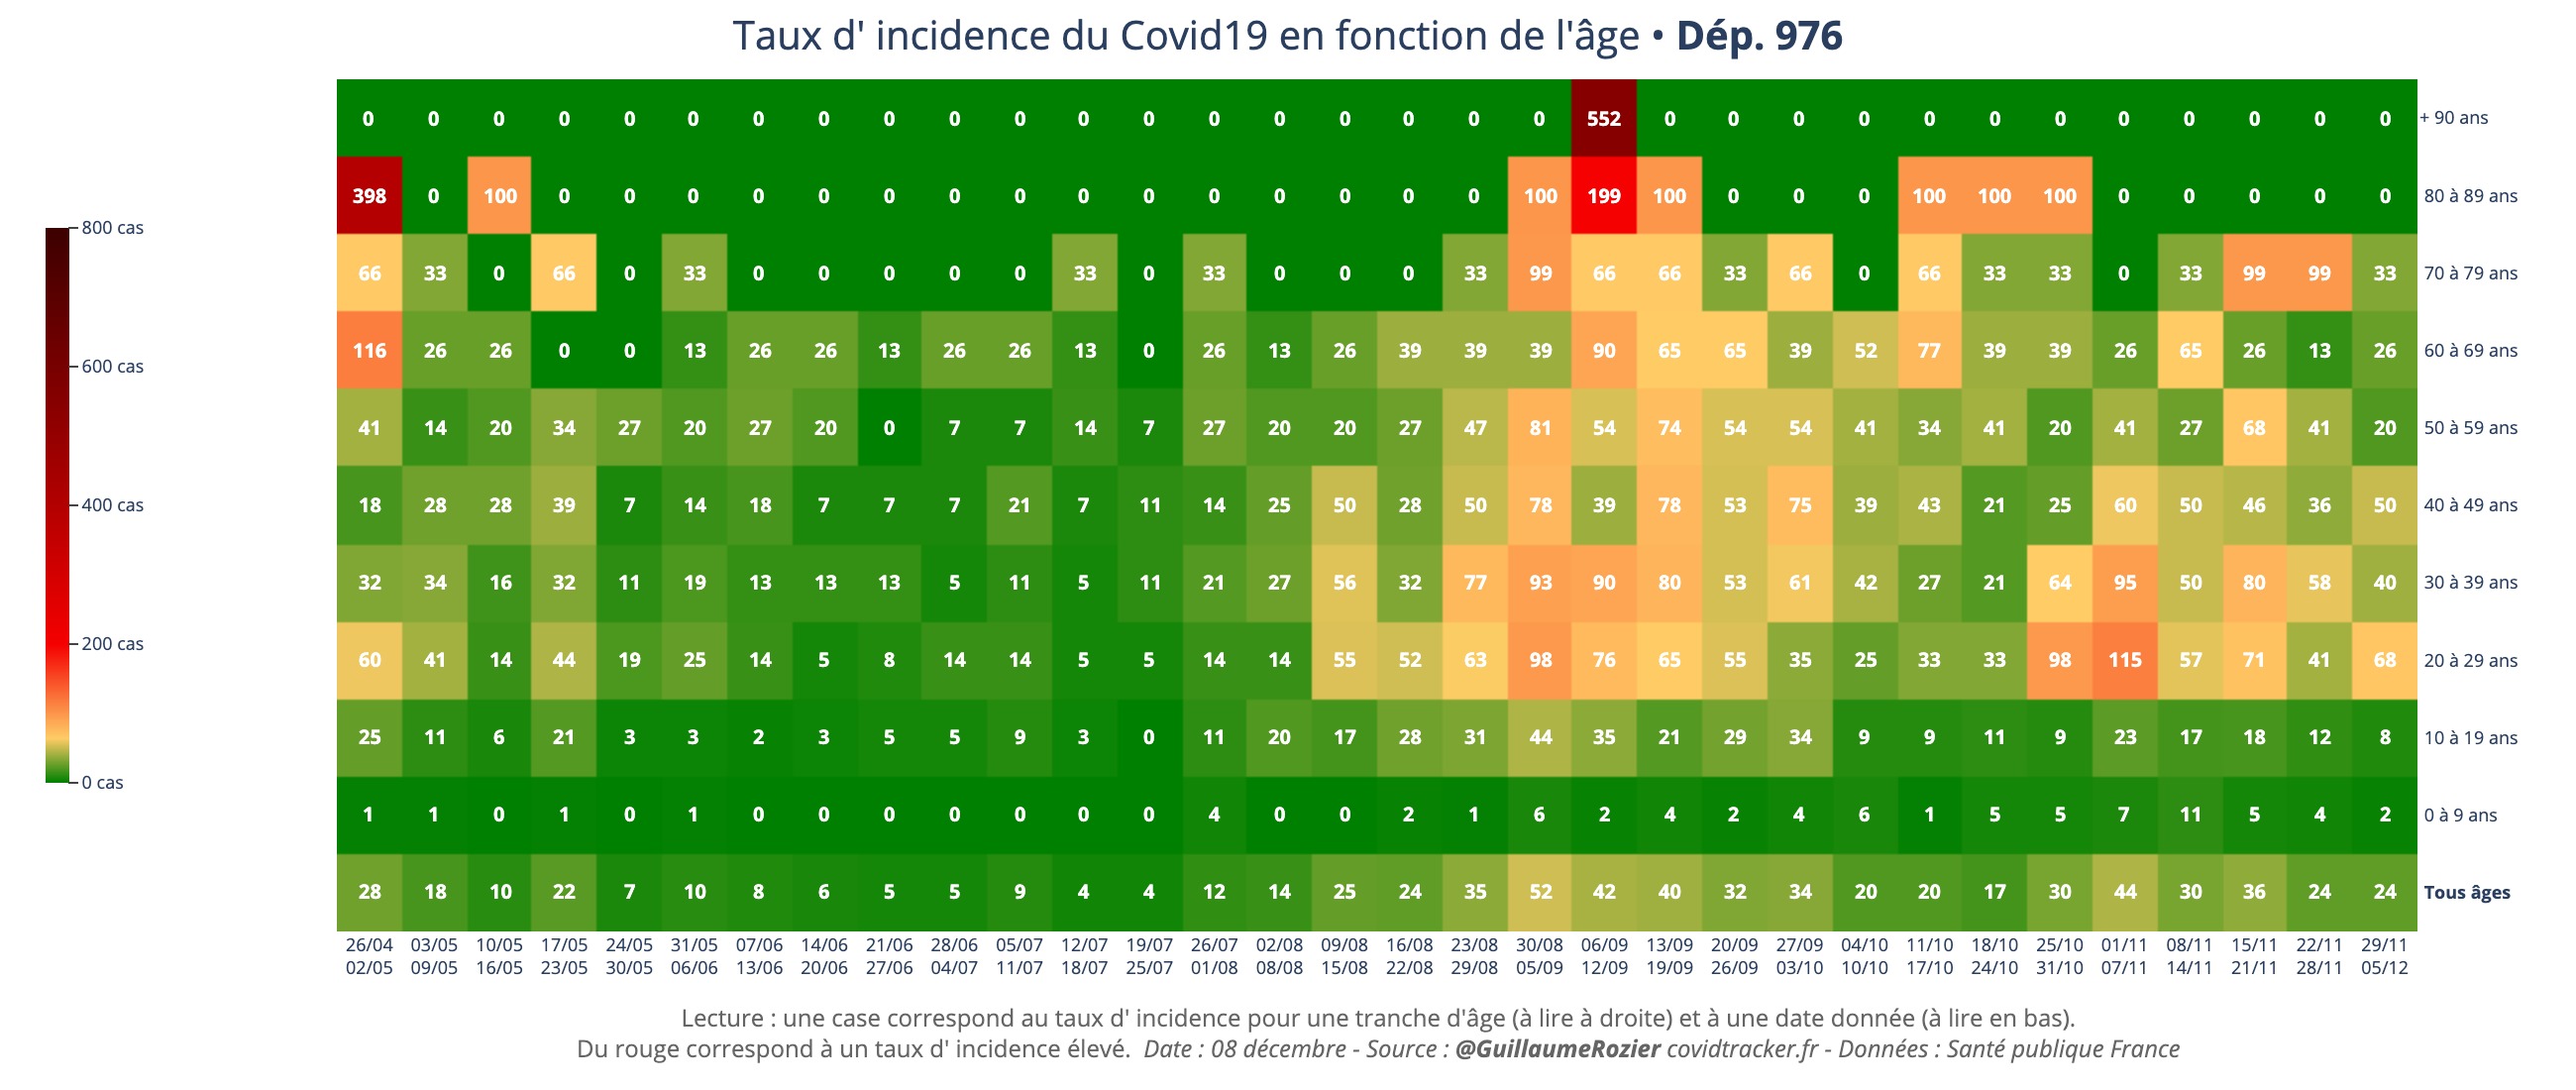 Taux d' incidence du Covid19 en fonction de l'âge • Dép. 976
0 0 0 0 0 0 0 0 0 0 0 0 0 0 0 0 0 0 0 552 0 0 0 0 0 0 0 0 0 0 0 0 + 90 ans
398 0 100 0 0 0 0 0 0 0 0 0 0 0 0 0 0 0 100 199 100 0 0 0 100 100 100 0 0 0 0 0 80 à 89 ans
800 cas
66 33 0 66 0 33 0 0 0 0 0 33 0 33 0 0 0 33 99 66 66 33 66 0 66 33 33 0 33 99 99 33 70 à 79 ans
116 26 26 0 0 13 26 26 13 26 26 13 0 26 13 26 39 39 39 90 65 65 39 52 77 39 39 26 65 26 13 26 60 à 69 ans
600 cas
41 14 20 34 27 20 27 20 0 7 7 14 7 27 20 20 27 47 81 54 74 54 54 41 34 41 20 41 27 68 41 20 50 à 59 ans
400 cas
18 28 28 39 7 14 18 7 7 7 21 7 11 14 25 50 28 50 78 39 78 53 75 39 43 21 25 60 50 46 36 50 40 à 49 ans
32 34 16 32 11 19 13 13 13 5 11 5 11 21 27 56 32 77 93 90 80 53 61 42 27 21 64 95 50 80 58 40 30 à 39 ans
200 cas
60 41 14 44 19 25 14 5 8 14 14 5 5 14 14 55 52 63 98 76 65 55 35 25 33 33 98 115 57 71 41 68 20 à 29 ans
25 11 6 21 3 3 2 3 5 5 9 3 0 11 20 17 28 31 44 35 21 29 34 9 9 11 9 23 17 18 12 8 10 à 19 ans
0 cas
1 1 0 1 0 1 0 0 0 0 0 0 0 4 0 0 2 1 6 2 4 2 4 6 1 5 5 7 11 5 4 2 0 à 9 ans
28 18 10 22 7 10 8 6 5 5 9 4 4 12 14 25 24 35 52 42 40 32 34 20 20 17 30 44 30 36 24 24 Tous âges
26/04 03/05 10/05 17/05 24/05 31/05 07/06 14/06 21/06 28/06 05/07 12/07 19/07 26/07 02/08 09/08 16/08 23/08 30/08 06/09 13/09 20/09 27/09 04/10 11/10 18/10 25/10 01/11 08/11 15/11 22/11 29/11
02/05 09/05 16/05 23/05 30/05 06/06 13/06 20/06 27/06 04/07 11/07 18/07 25/07 01/08 08/08 15/08 22/08 29/08 05/09 12/09 19/09 26/09 03/10 10/10 17/10 24/10 31/10 07/11 14/11 21/11 28/11 05/12
Lecture : une case correspond au taux d' incidence pour une tranche d'âge (à lire à droite) et à une date donnée (à lire en bas).
Du rouge correspond à un taux d' incidence élevé. Date : 08 décembre - Source : @GuillaumeRozier covidtracker.fr - Données : Santé publique France